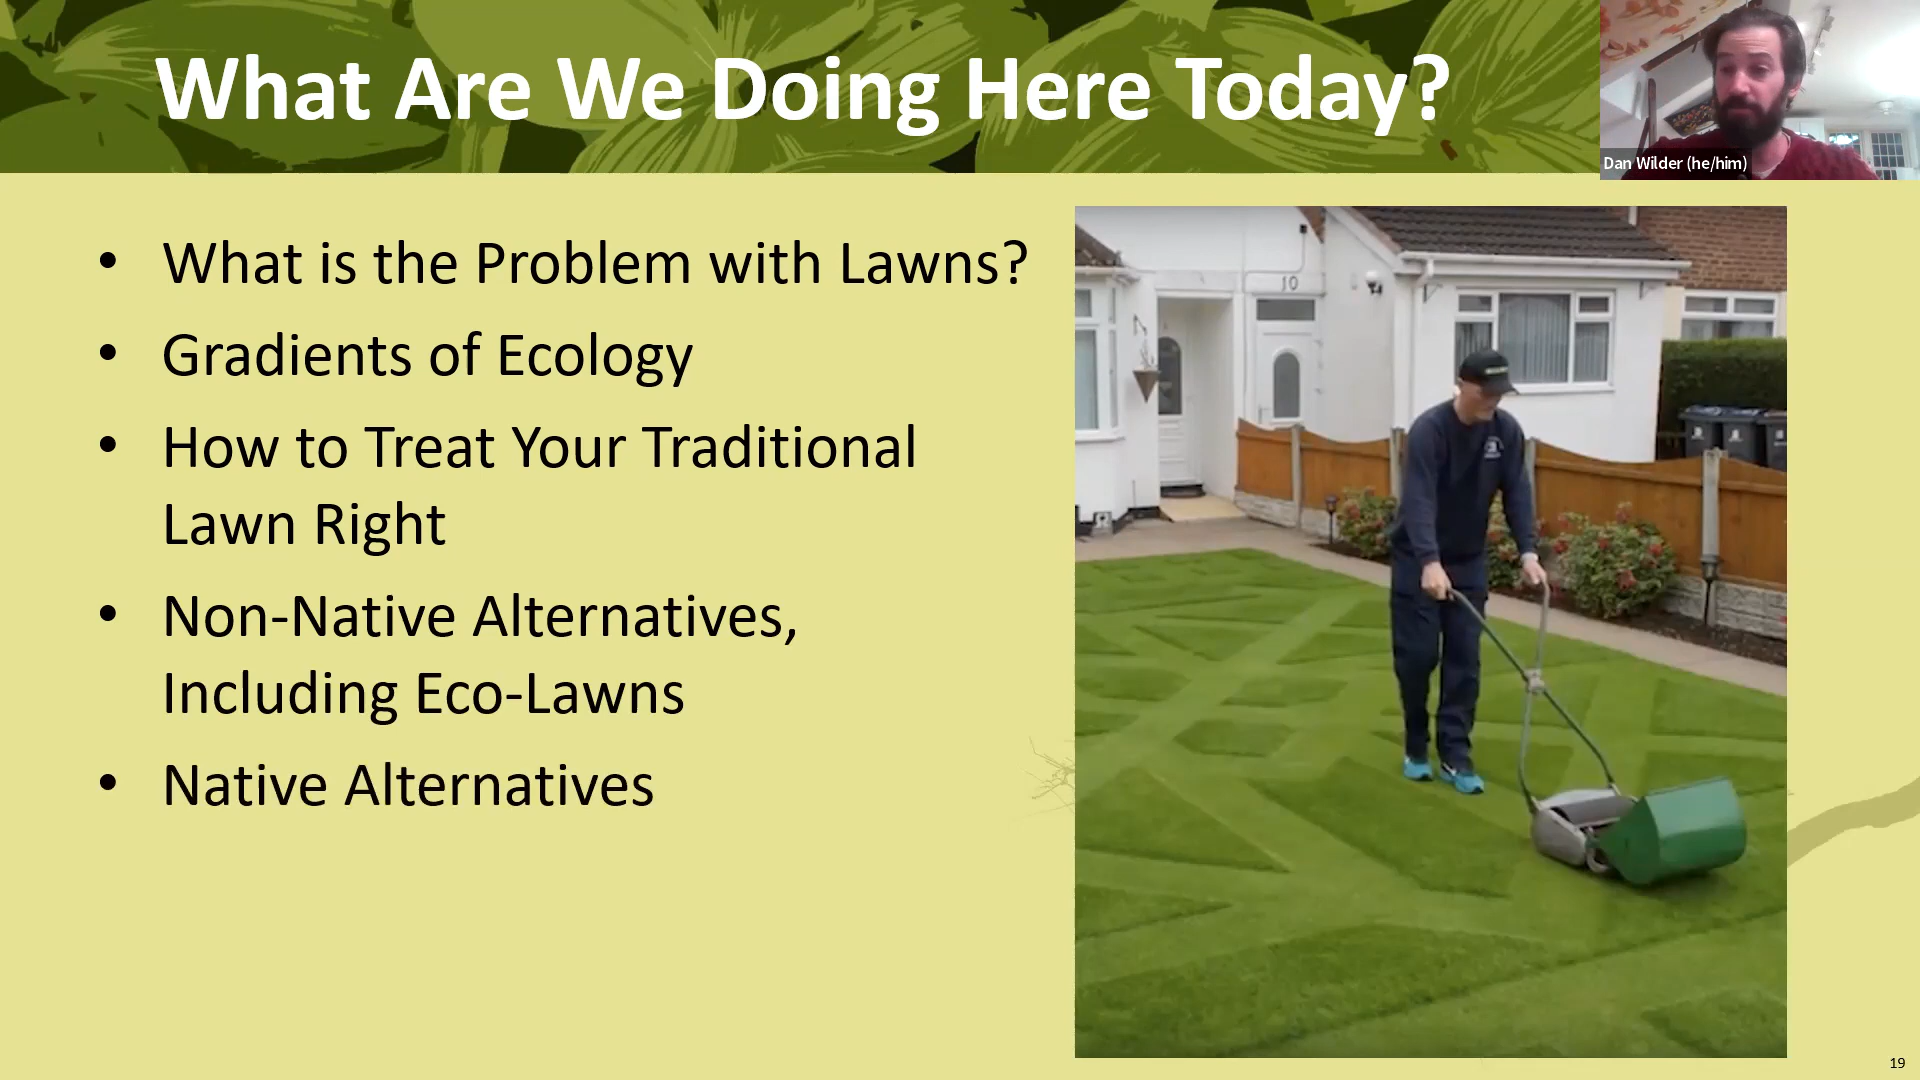 What Are We Doing Here Today?
Dan Wilder (he/him)
• What is the Problem with Lawns?
• Gradients of Ecology
• How to Treat Your Traditional
Lawn Right
• Non-Native Alternatives,
Including Eco-Lawns
• Native Alternatives
10
19